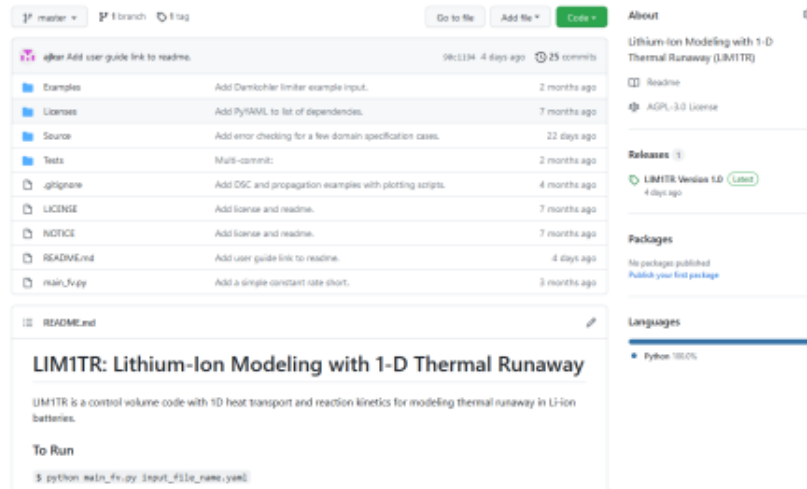 master
1 branch
1 tag
Go to file
Add file
Code
ajkur Add user guide link to readme.
4 days ago
25 commits
Examples
Add Damkohler limiter example input.
2 months ago
Licenses
Add PyYAML to list of dependencies.
7 months ago
Source
Add error checking for a few domain specification cases.
22 days ago
Tests
Multi-commit:
2 months ago
.gitignore
Add DSC and propagation examples with plotting scripts.
4 months ago
LICENSE
Add license and readme.
7 months ago
NOTICE
Add license and readme.
7 months ago
README.md
Add user guide link to readme.
4 days ago
main_fv.py
Add a simple constant rate short.
3 months ago
README.md
LIM1TR: Lithium-Ion Modeling with 1-D Thermal Runaway
LIM1TR is a control volume code with 1D heat transport and reaction kinetics for modeling thermal runaway in Li-ion
batteries.
To Run
$ python main_fv.py input_file_name.yaml
About
Lithium-Ion Modeling with 1-D
Thermal Runaway (LIM1TR)
Readme
AGPL-3.0 License
Releases 1
LIM1TR Version 1.0
Latest
4 days ago
Packages
No packages published
Publish your first package
Languages
Python 100.0%